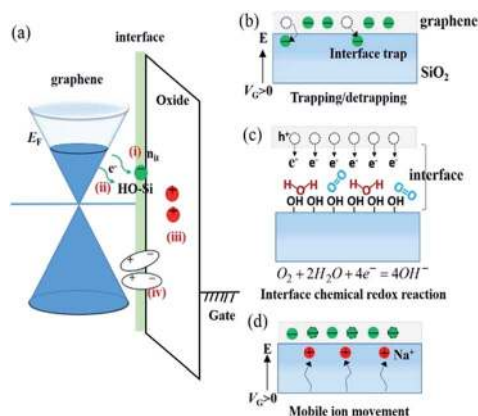 (a)
interface
graphene
Oxide
E_F
(i)
n_it
e^-
(ii)
HO-Si
+
+
(iii)
+ -
+ -
(iv)
Gate
(b)
graphene
E
Interface trap
SiO₂
V_G>0
Trapping/detrapping
(c)
h⁺
e⁻ e⁻ e⁻ e⁻ e⁻ e⁻
interface
H O H O=O H O H O=O
OH OH OH OH OH OH
O₂ + 2H₂O + 4e⁻ = 4OH⁻
Interface chemical redox reaction
(d)
E
+ + + Na⁺
V_G>0
Mobile ion movement